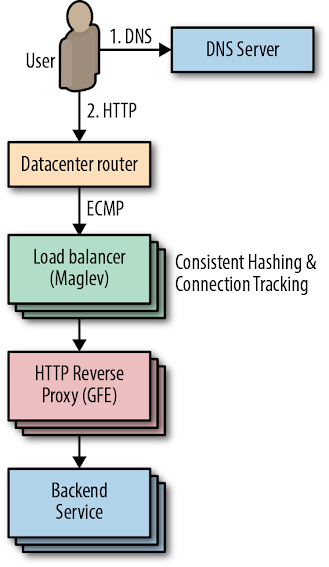 User
1. DNS
DNS Server
2. HTTP
Datacenter router
ECMP
Load balancer
(Maglev)
Consistent Hashing &
Connection Tracking
HTTP Reverse
Proxy (GFE)
Backend
Service